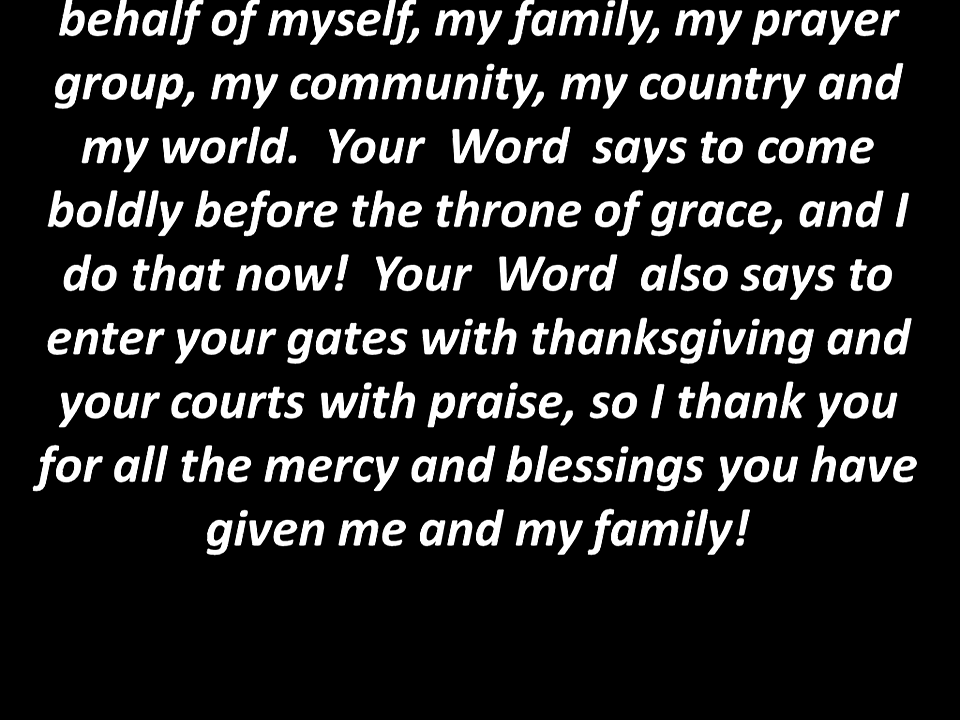 behalf of myself, my family, my prayer
group, my community, my country and
my world.  Your  Word  says to come
boldly before the throne of grace, and I
do that now!  Your  Word  also says to
enter your gates with thanksgiving and
your courts with praise, so I thank you
for all the mercy and blessings you have
given me and my family!